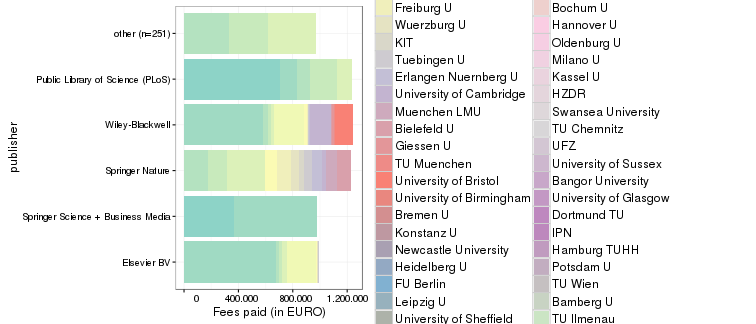 publisher
other (n=251)
Public Library of Science (PLoS)
Wiley-Blackwell
Springer Nature
Springer Science + Business Media
Elsevier BV
0 400.000 800.000 1.200.000
Fees paid (in EURO)
Freiburg U
Wuerzburg U
KIT
Tuebingen U
Erlangen Nuernberg U
University of Cambridge
Muenchen LMU
Bielefeld U
Giessen U
TU Muenchen
University of Bristol
University of Birmingham
Bremen U
Konstanz U
Newcastle University
Heidelberg U
FU Berlin
Leipzig U
University of Sheffield
Bochum U
Hannover U
Oldenburg U
Milano U
Kassel U
HZDR
Swansea University
TU Chemnitz
UFZ
University of Sussex
Bangor University
University of Glasgow
Dortmund TU
IPN
Hamburg TUHH
Potsdam U
TU Wien
Bamberg U
TU Ilmenau